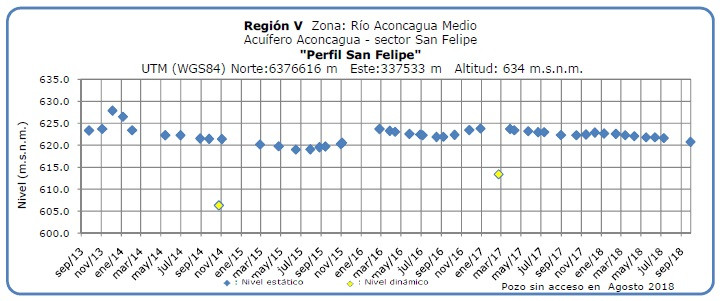 Región V Zona: Río Aconcagua Medio
Acuífero Aconcagua - sector San Felipe
"Perfil San Felipe"
UTM (WGS84) Norte:6376616 m Este:337533 m Altitud: 634 m.s.n.m.
Nivel (m.s.n.m.)
635.0
630.0
625.0
620.0
615.0
610.0
605.0
600.0
sep/13
nov/13
ene/14
mar/14
may/14
jul/14
sep/14
nov/14
ene/15
mar/15
may/15
jul/15
sep/15
nov/15
ene/16
mar/16
may/16
jul/16
sep/16
nov/16
ene/17
mar/17
may/17
jul/17
sep/17
nov/17
ene/18
mar/18
may/18
jul/18
sep/18
: Nivel estático
: Nivel dinámico
Pozo sin acceso en Agosto 2018